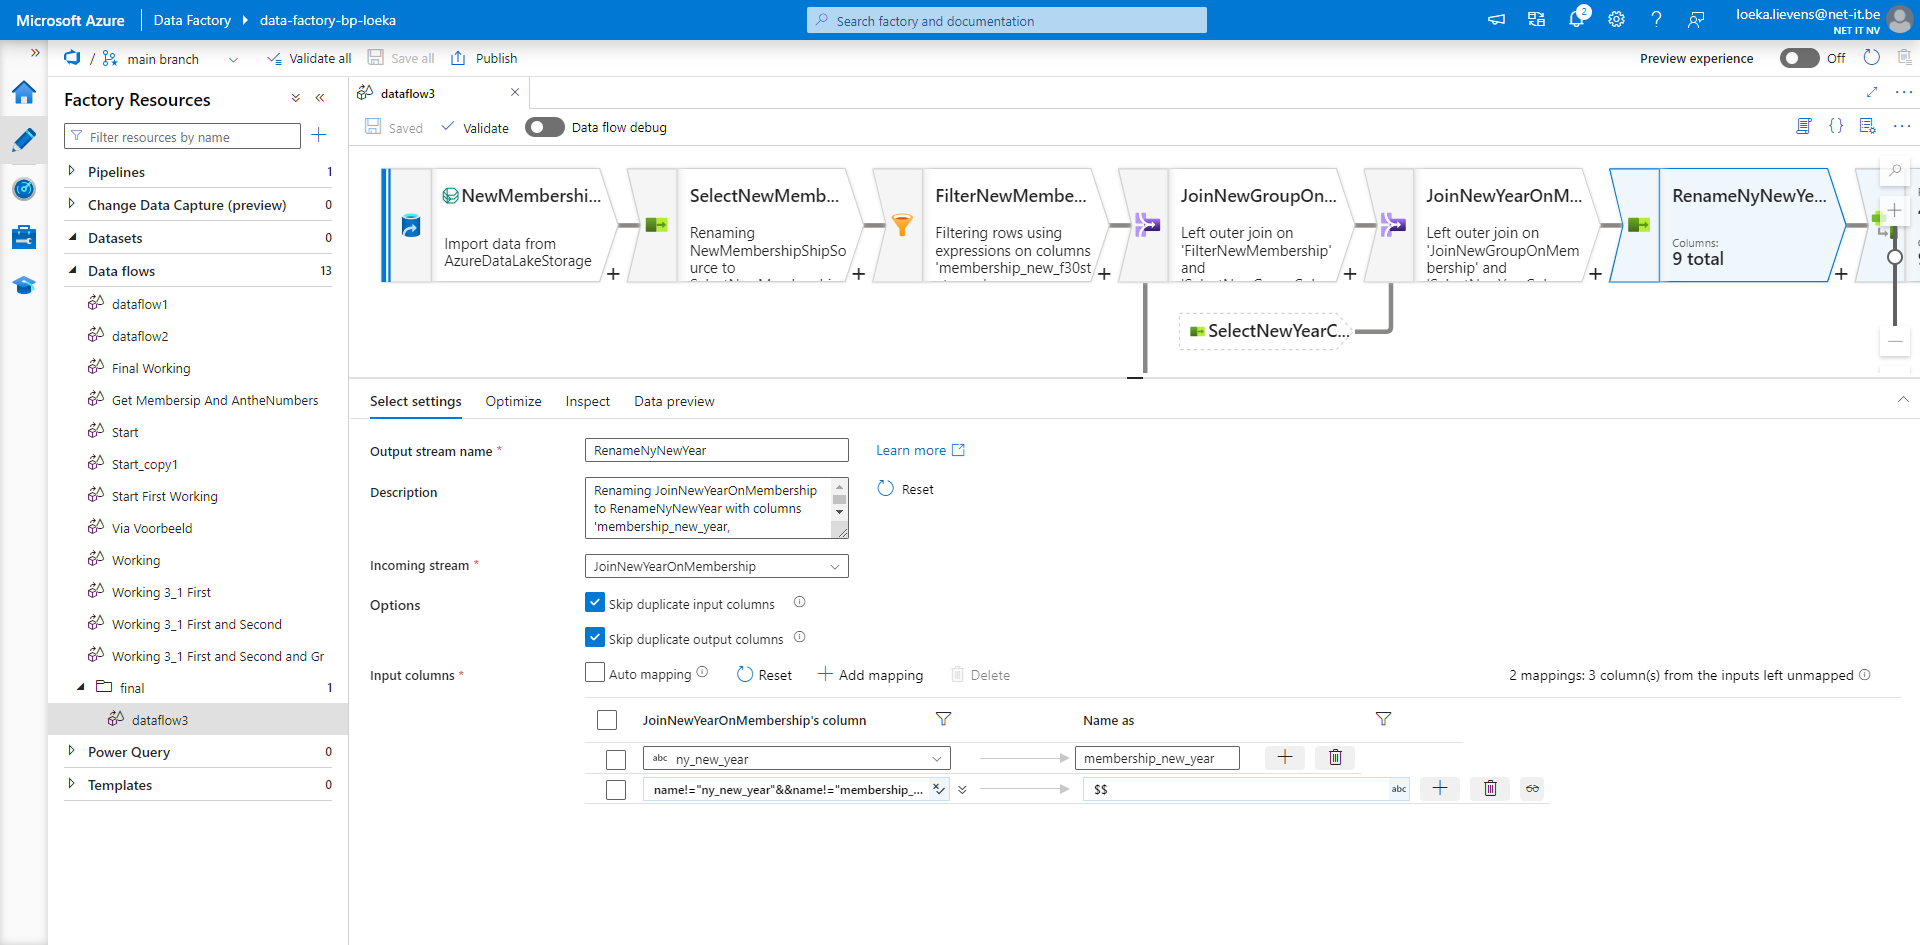 Microsoft Azure
Data Factory
data-factory-bp-loeka
Search factory and documentation
2
loeka.lievens@net-it.be
NET IT NV
/
main branch
Validate all
Save all
Publish
Preview experience
Off
Factory Resources
Filter resources by name
Pipelines 1
Change Data Capture (preview) 0
Datasets 0
Data flows 13
dataflow1
dataflow2
Final Working
Get Membersip And AntheNumbers
Start
Start_copy1
Start First Working
Via Voorbeeld
Working
Working 3_1 First
Working 3_1 First and Second
Working 3_1 First and Second and Gr
final 1
dataflow3
Power Query 0
Templates 0
dataflow3
Saved
Validate
Data flow debug
NewMembershi...
Import data from
AzureDataLakeStorage
SelectNewMemb...
Renaming
NewMembershipShipSo
urce to
FilterNewMembe...
Filtering rows using
expressions on columns
'membership_new_f30st
JoinNewGroupOn...
Left outer join on
'FilterNewMembership'
and
JoinNewYearOnM...
Left outer join on
'JoinNewGroupOnMem
bership' and
RenameNyNewYe...
Columns:
9 total
SelectNewYearC...
Select settings
Optimize
Inspect
Data preview
Output stream name *
RenameNyNewYear
Learn more
Description
Renaming JoinNewYearOnMembership
to RenameNyNewYear with columns
'membership_new_year,
Reset
Incoming stream *
JoinNewYearOnMembership
Options
Skip duplicate input columns
Skip duplicate output columns
Input columns *
Auto mapping
Reset
Add mapping
Delete
2 mappings: 3 column(s) from the inputs left unmapped
JoinNewYearOnMembership's column
Name as
abc ny_new_year
membership_new_year
name!="ny_new_year"&&name!="membership_...
$$
abc